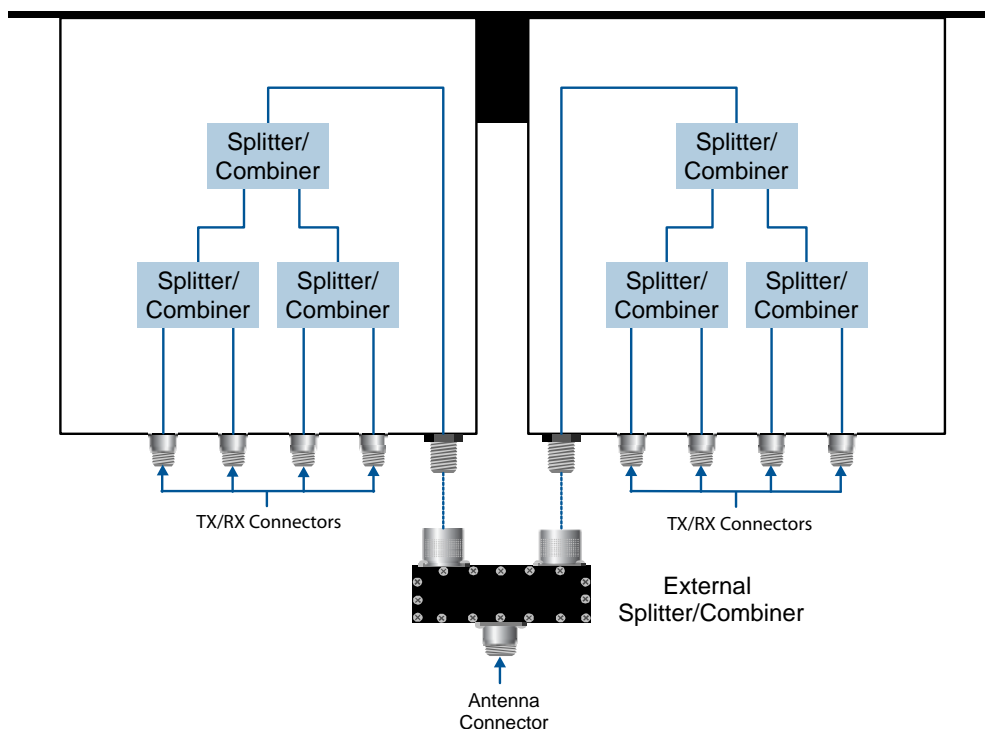 Splitter/
Combiner
Splitter/
Combiner
Splitter/
Combiner
Splitter/
Combiner
Splitter/
Combiner
Splitter/
Combiner
TX/RX Connectors
TX/RX Connectors
External
Splitter/Combiner
Antenna
Connector